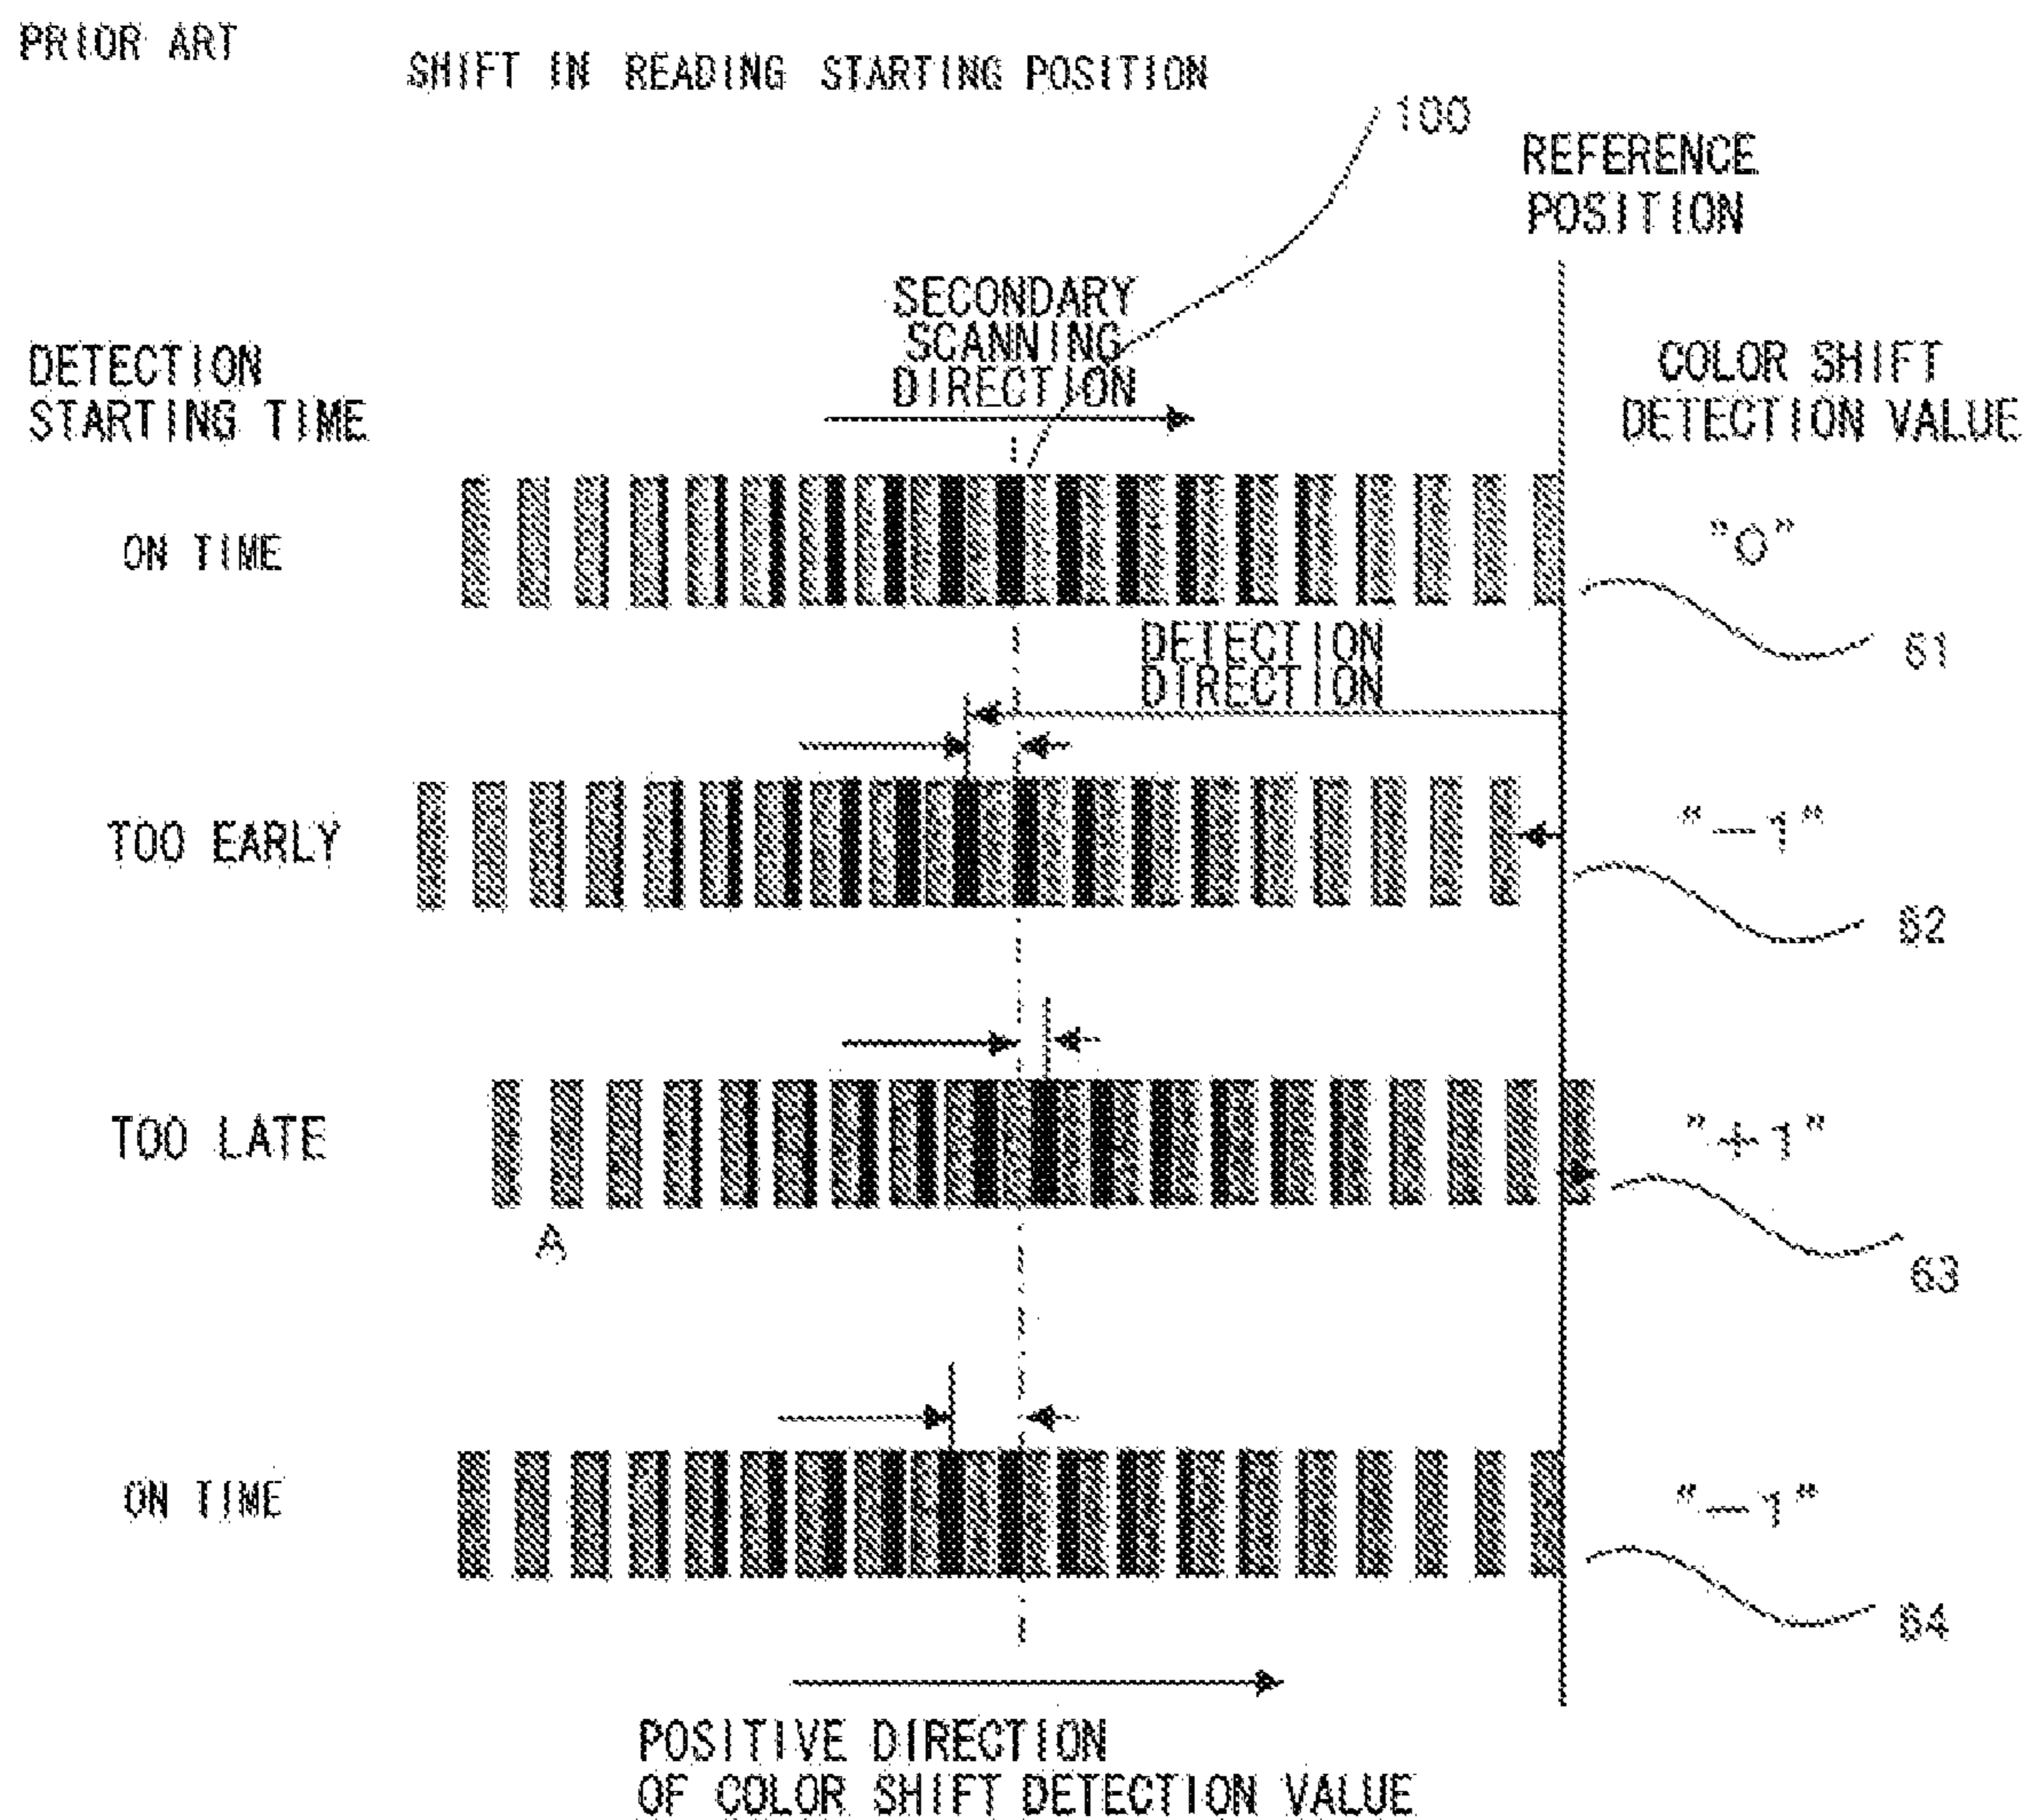 PRIOR ART
SHIFT IN READING STARTING POSITION
100
REFERENCE
POSITION
SECONDARY
SCANNING
DIRECTION
DETECTION
STARTING TIME
COLOR SHIFT
DETECTION VALUE
ON TIME
"0"
61
DETECTION
DIRECTION
TOO EARLY
"−1"
62
TOO LATE
"+1"
A
63
ON TIME
"−1"
64
POSITIVE DIRECTION
OF COLOR SHIFT DETECTION VALUE